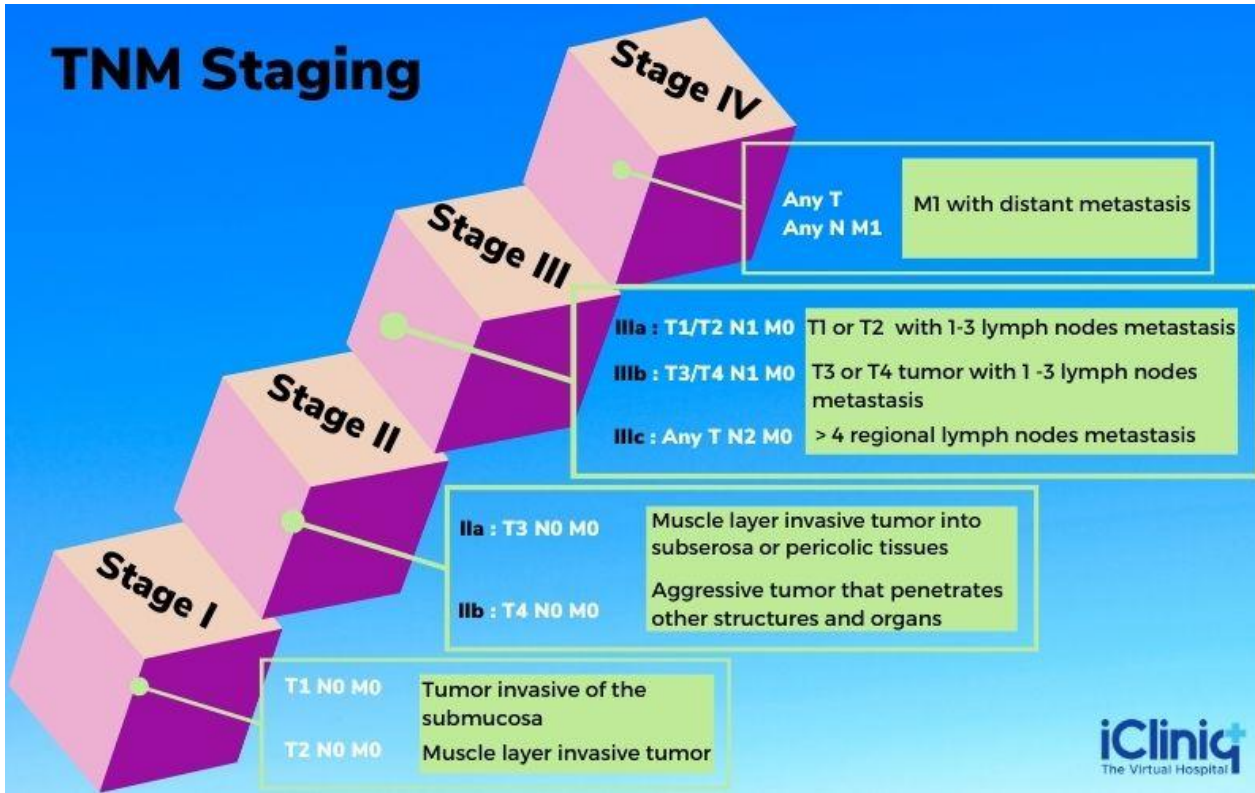 TNM Staging
Stage IV
Any T
Any N M1
M1 with distant metastasis
Stage III
IIIa : T1/T2 N1 M0
T1 or T2 with 1-3 lymph nodes metastasis
IIIb : T3/T4 N1 M0
T3 or T4 tumor with 1 -3 lymph nodes
metastasis
IIIc : Any T N2 M0
> 4 regional lymph nodes metastasis
Stage II
IIa : T3 N0 M0
Muscle layer invasive tumor into
subserosa or pericolic tissues
IIb : T4 N0 M0
Aggressive tumor that penetrates
other structures and organs
Stage I
T1 N0 M0
Tumor invasive of the
submucosa
T2 N0 M0
Muscle layer invasive tumor
iCliniq
The Virtual Hospital